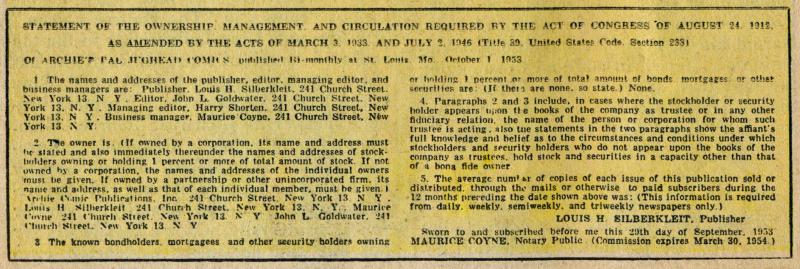 STATEMENT OF THE OWNERSHIP, MANAGEMENT, AND CIRCULATION REQUIRED BY THE ACT OF CONGRESS OF AUGUST 24, 1912,
AS AMENDED BY THE ACTS OF MARCH 3, 1933, AND JULY 2, 1946 (Title 39, United States Code, Section 233)
Of ARCHIE'S PAL JUGHEAD COMICS published Bi-monthly at St. Louis, Mo. October 1 1953
1 The names and addresses of the publisher, editor, managing editor, and
business managers are: Publisher, Louis H. Silberkleit, 241 Church Street,
New York 13, N Y, Editor, John L. Goldwater, 241 Church Street, New
York 13, N Y, Managing editor, Harry Shorten, 241 Church Street, New
York 13, N Y, Business manager, Maurice Coyne, 241 Church Street, New
York 13, N Y.
2. The owner is. (If owned by a corporation, its name and address must
be stated and also immediately thereunder the names and addresses of stock-
holders owning or holding 1 percent or more of total amount of stock. If not
owned by a corporation, the names and addresses of the individual owners
must be given. If owned by a partnership or other unincorporated firm, its
name and address, as well as that of each individual member, must be given.)
Archie Comic Publications, Inc. 241 Church Street, New York 13, N Y.,
Louis H Silberkleit 241 Church Street, New York 13, N. Y., Maurice
Coyne 241 Church Street, New York 13, N Y John L. Goldwater, 241
Church Street, New York 13, N Y
3 The known bondholders, mortgagees and other security holders owning
or holding 1 percent or more of total amount of bonds, mortgages or other
securities are: (If there are none, so state.) None.
4. Paragraphs 2 and 3 include, in cases where the stockholder or security
holder appears upon the books of the company as trustee or in any other
fiduciary relation, the name of the person or corporation for whom such
trustee is acting, also the statements in the two paragraphs show the affiant's
full knowledge and belief as to the circumstances and conditions under which
stockholders and security holders who do not appear upon the books of the
company as trustees, hold stock and securities in a capacity other than that
of a bona fide owner
5. The average number of copies of each issue of this publication sold or
distributed, through the mails or otherwise to paid subscribers during the
12 months preceding the date shown above was: (This information is required
from daily, weekly, semiweekly, and triweekly newspapers only.)
LOUIS H. SILBERKLEIT, Publisher
Sworn to and subscribed before me this 29th day of September, 1953
MAURICE COYNE, Notary Public. (Commission expires March 30, 1954.)